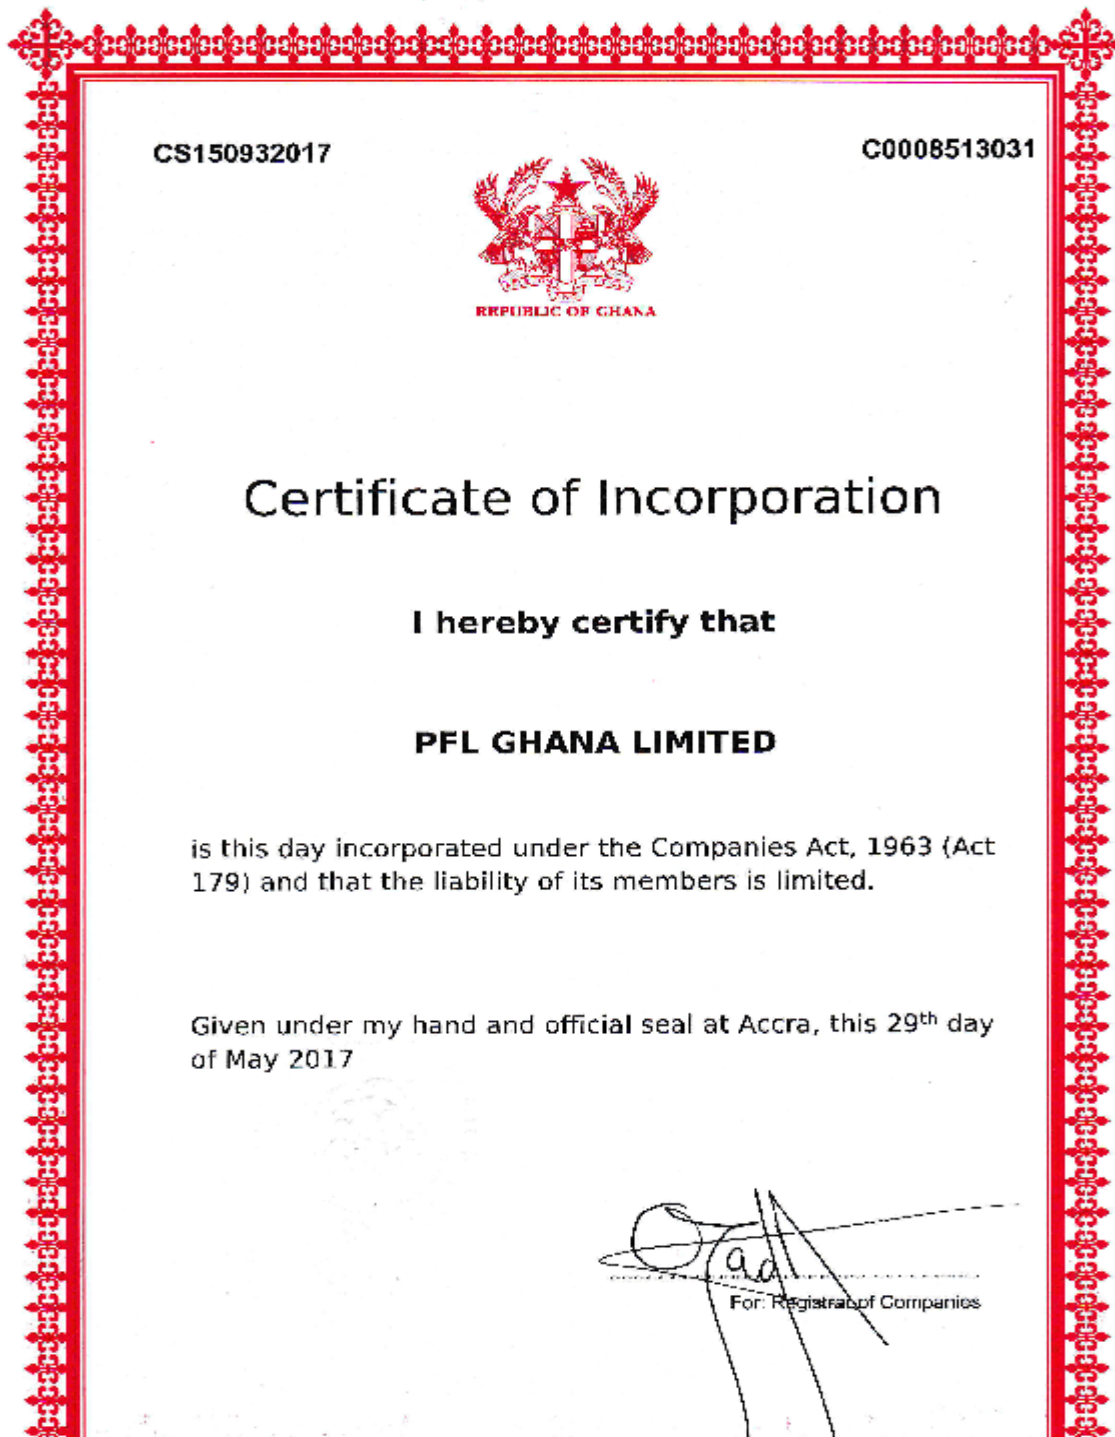 CS150932017
C0008513031
REPUBLIC OF GHANA
Certificate of Incorporation
I hereby certify that
PFL GHANA LIMITED
is this day incorporated under the Companies Act, 1963 (Act
179) and that the liability of its members is limited.
Given under my hand and official seal at Accra, this 29th day
of May 2017
For: Registrar of Companies